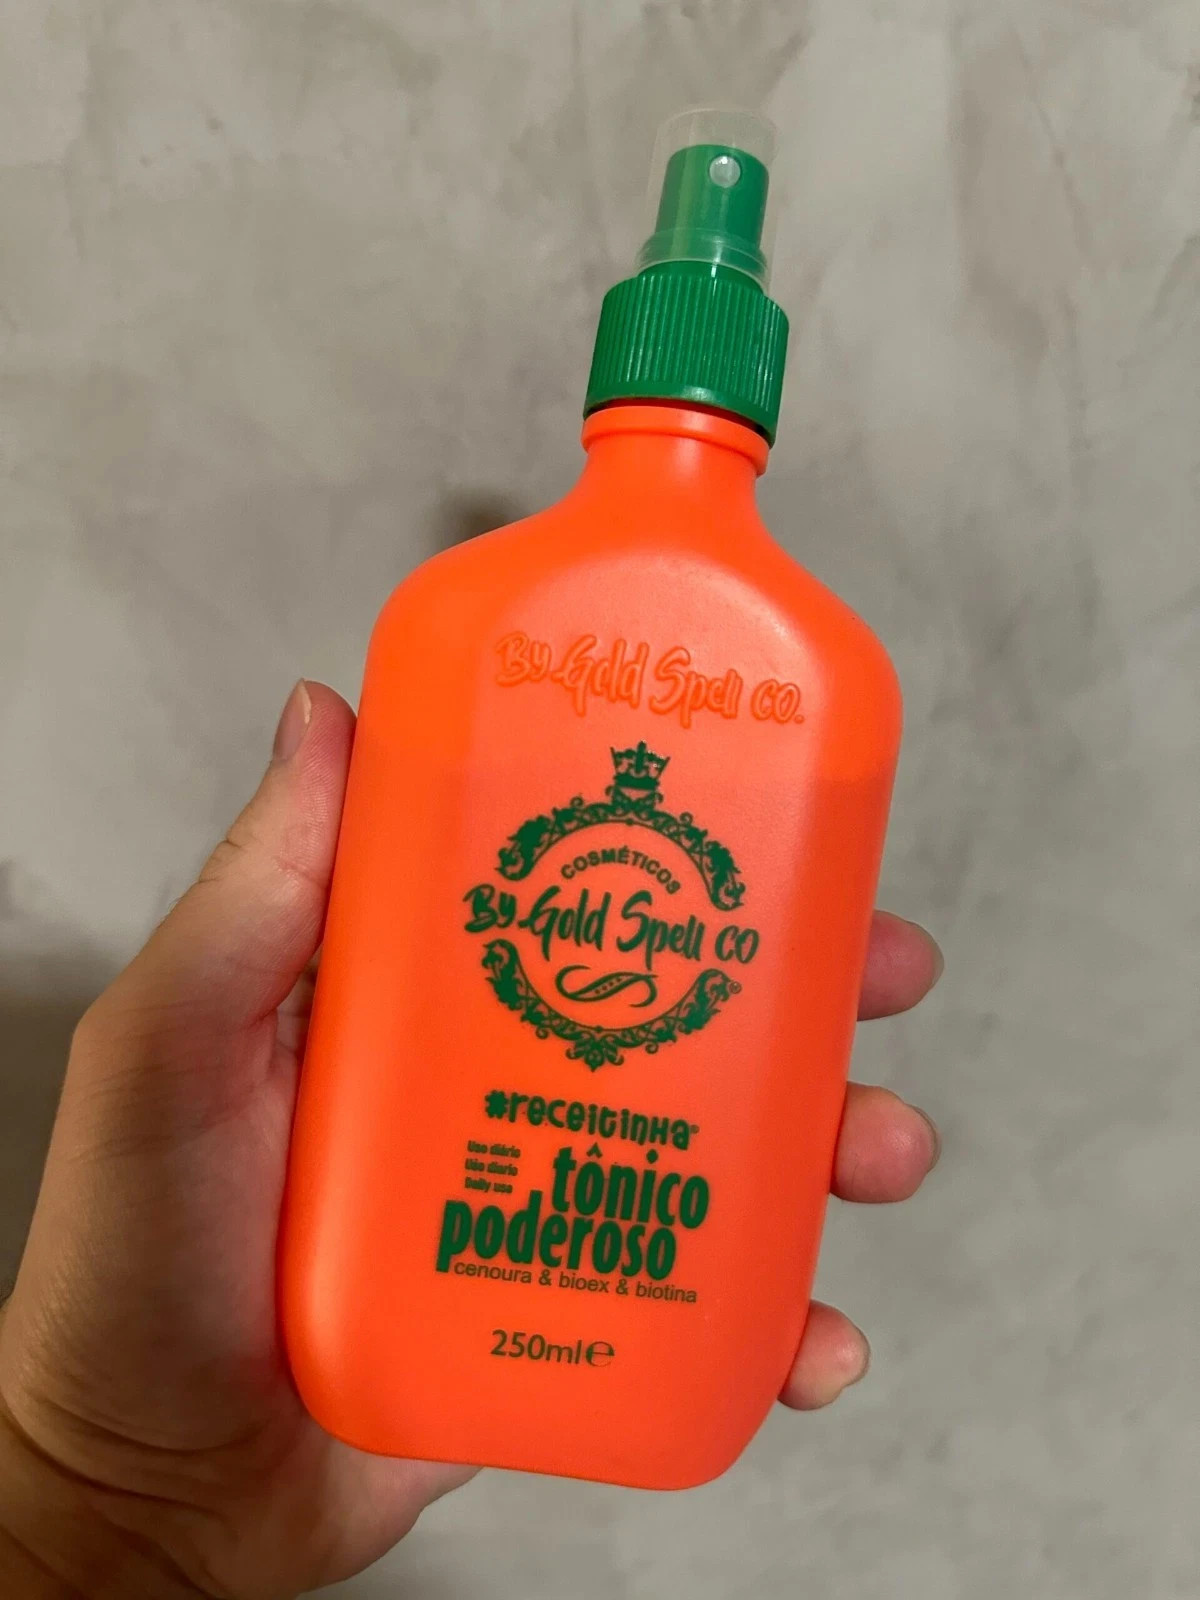 By Gold Spell CO.
COSMÉTICOS
By Gold Spell CO
#receitinha®
Uso diário
Uso diario
Daily use
tônico
poderoso
cenoura & bioex & biotina
250ml℮